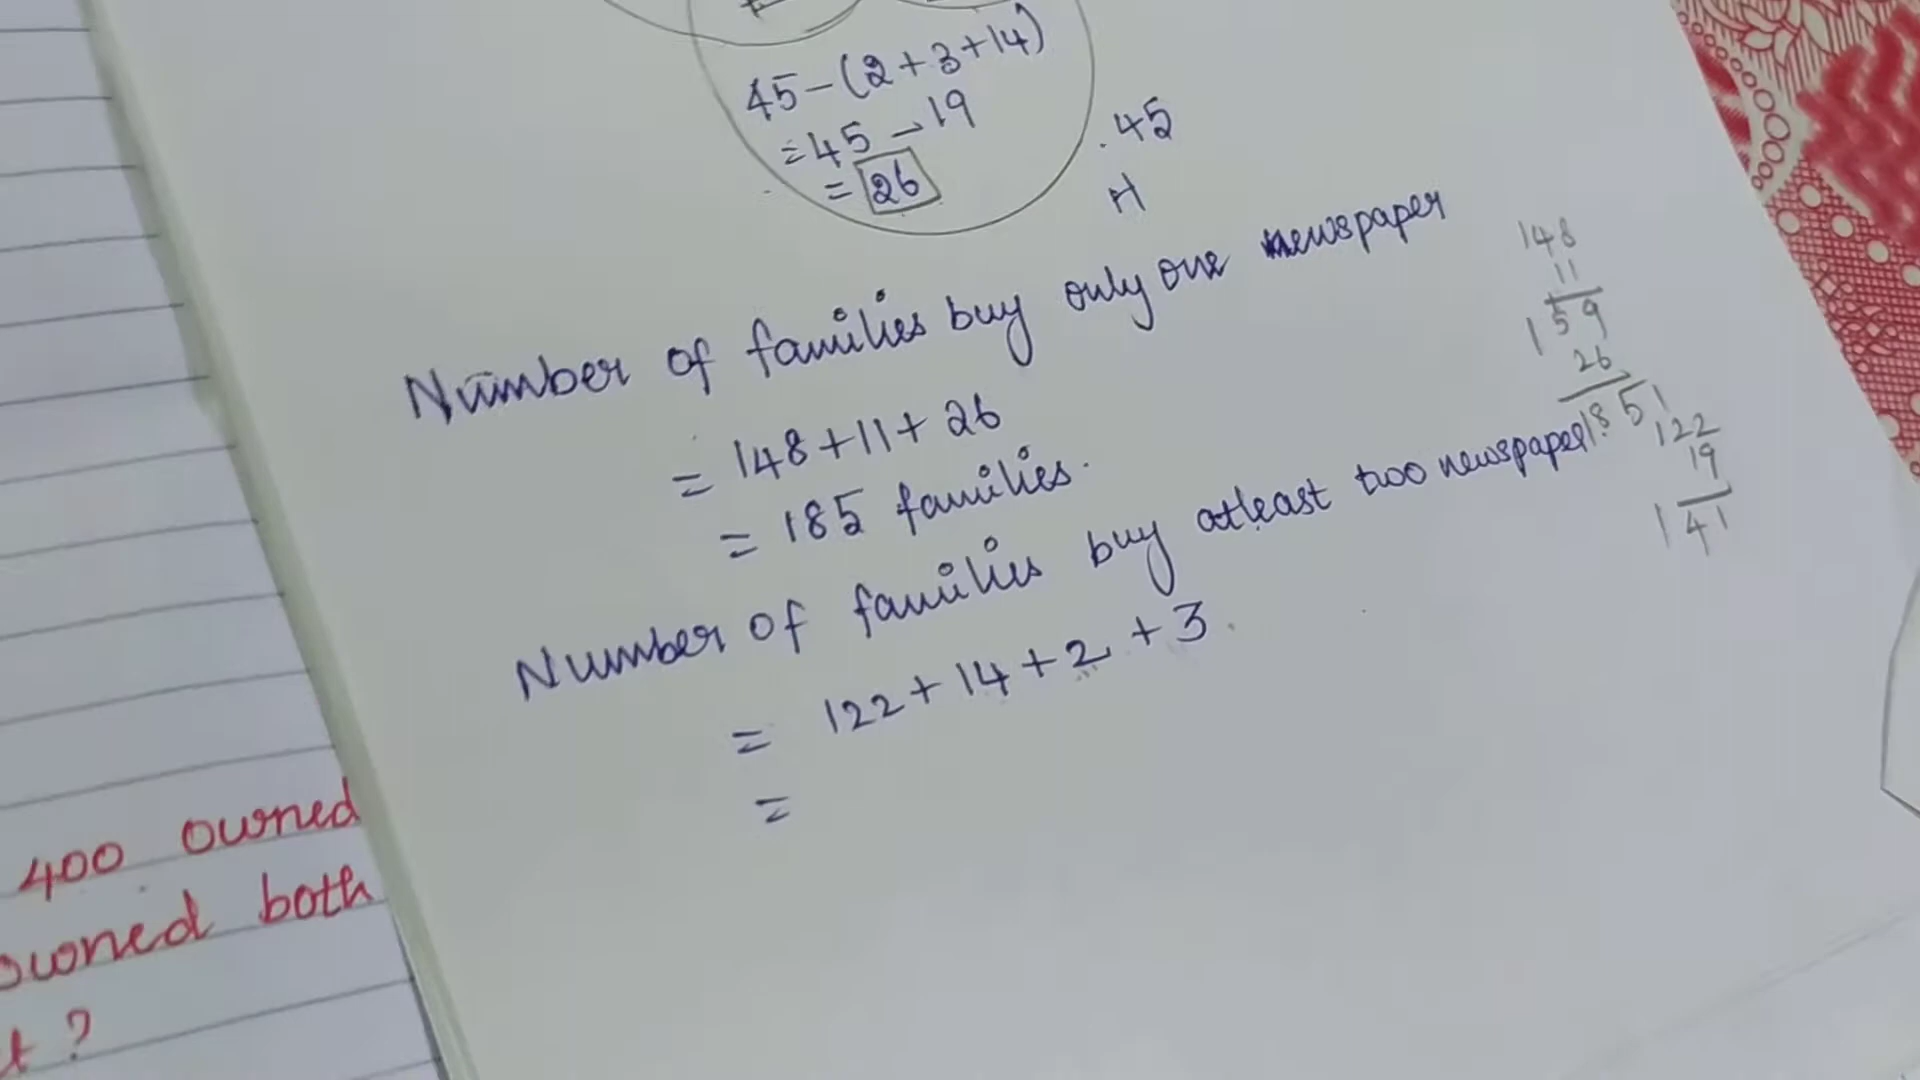 45-(2+3+14)
=45-19
=26
.45
H
Number of families buy only one newspaper
=148+11+26
=185 families.
Number of families buy atleast two newspaper
=122+14+2+3.
=
148
11
159
26
185
1
122
19
141
400 owned
owned both
t?